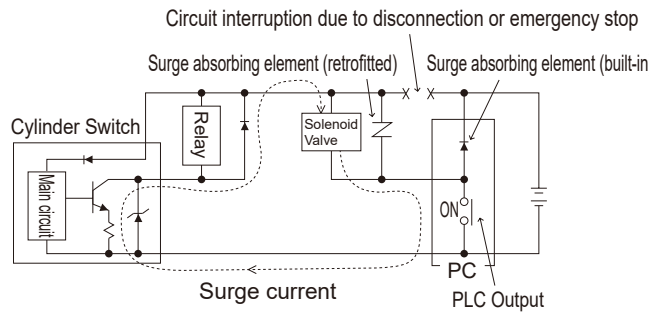 Circuit interruption due to disconnection or emergency stop
Surge absorbing element (retrofitted)
Surge absorbing element (built-in
Cylinder Switch
Relay
Solenoid
Valve
Main circuit
ON
PC
Surge current
PLC Output